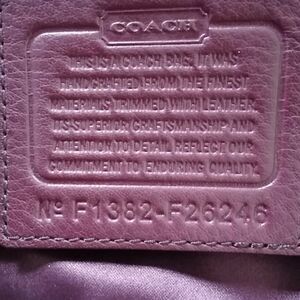 COACH
THIS IS A COACH BAG. IT WAS
HANDCRAFTED FROM THE FINEST
MATERIALS TRIMMED WITH LEATHER.
ITS SUPERIOR CRAFTSMANSHIP AND
ATTENTION TO DETAIL REFLECT OUR
COMMITMENT TO ENDURING QUALITY.
Nº F1382-F26246